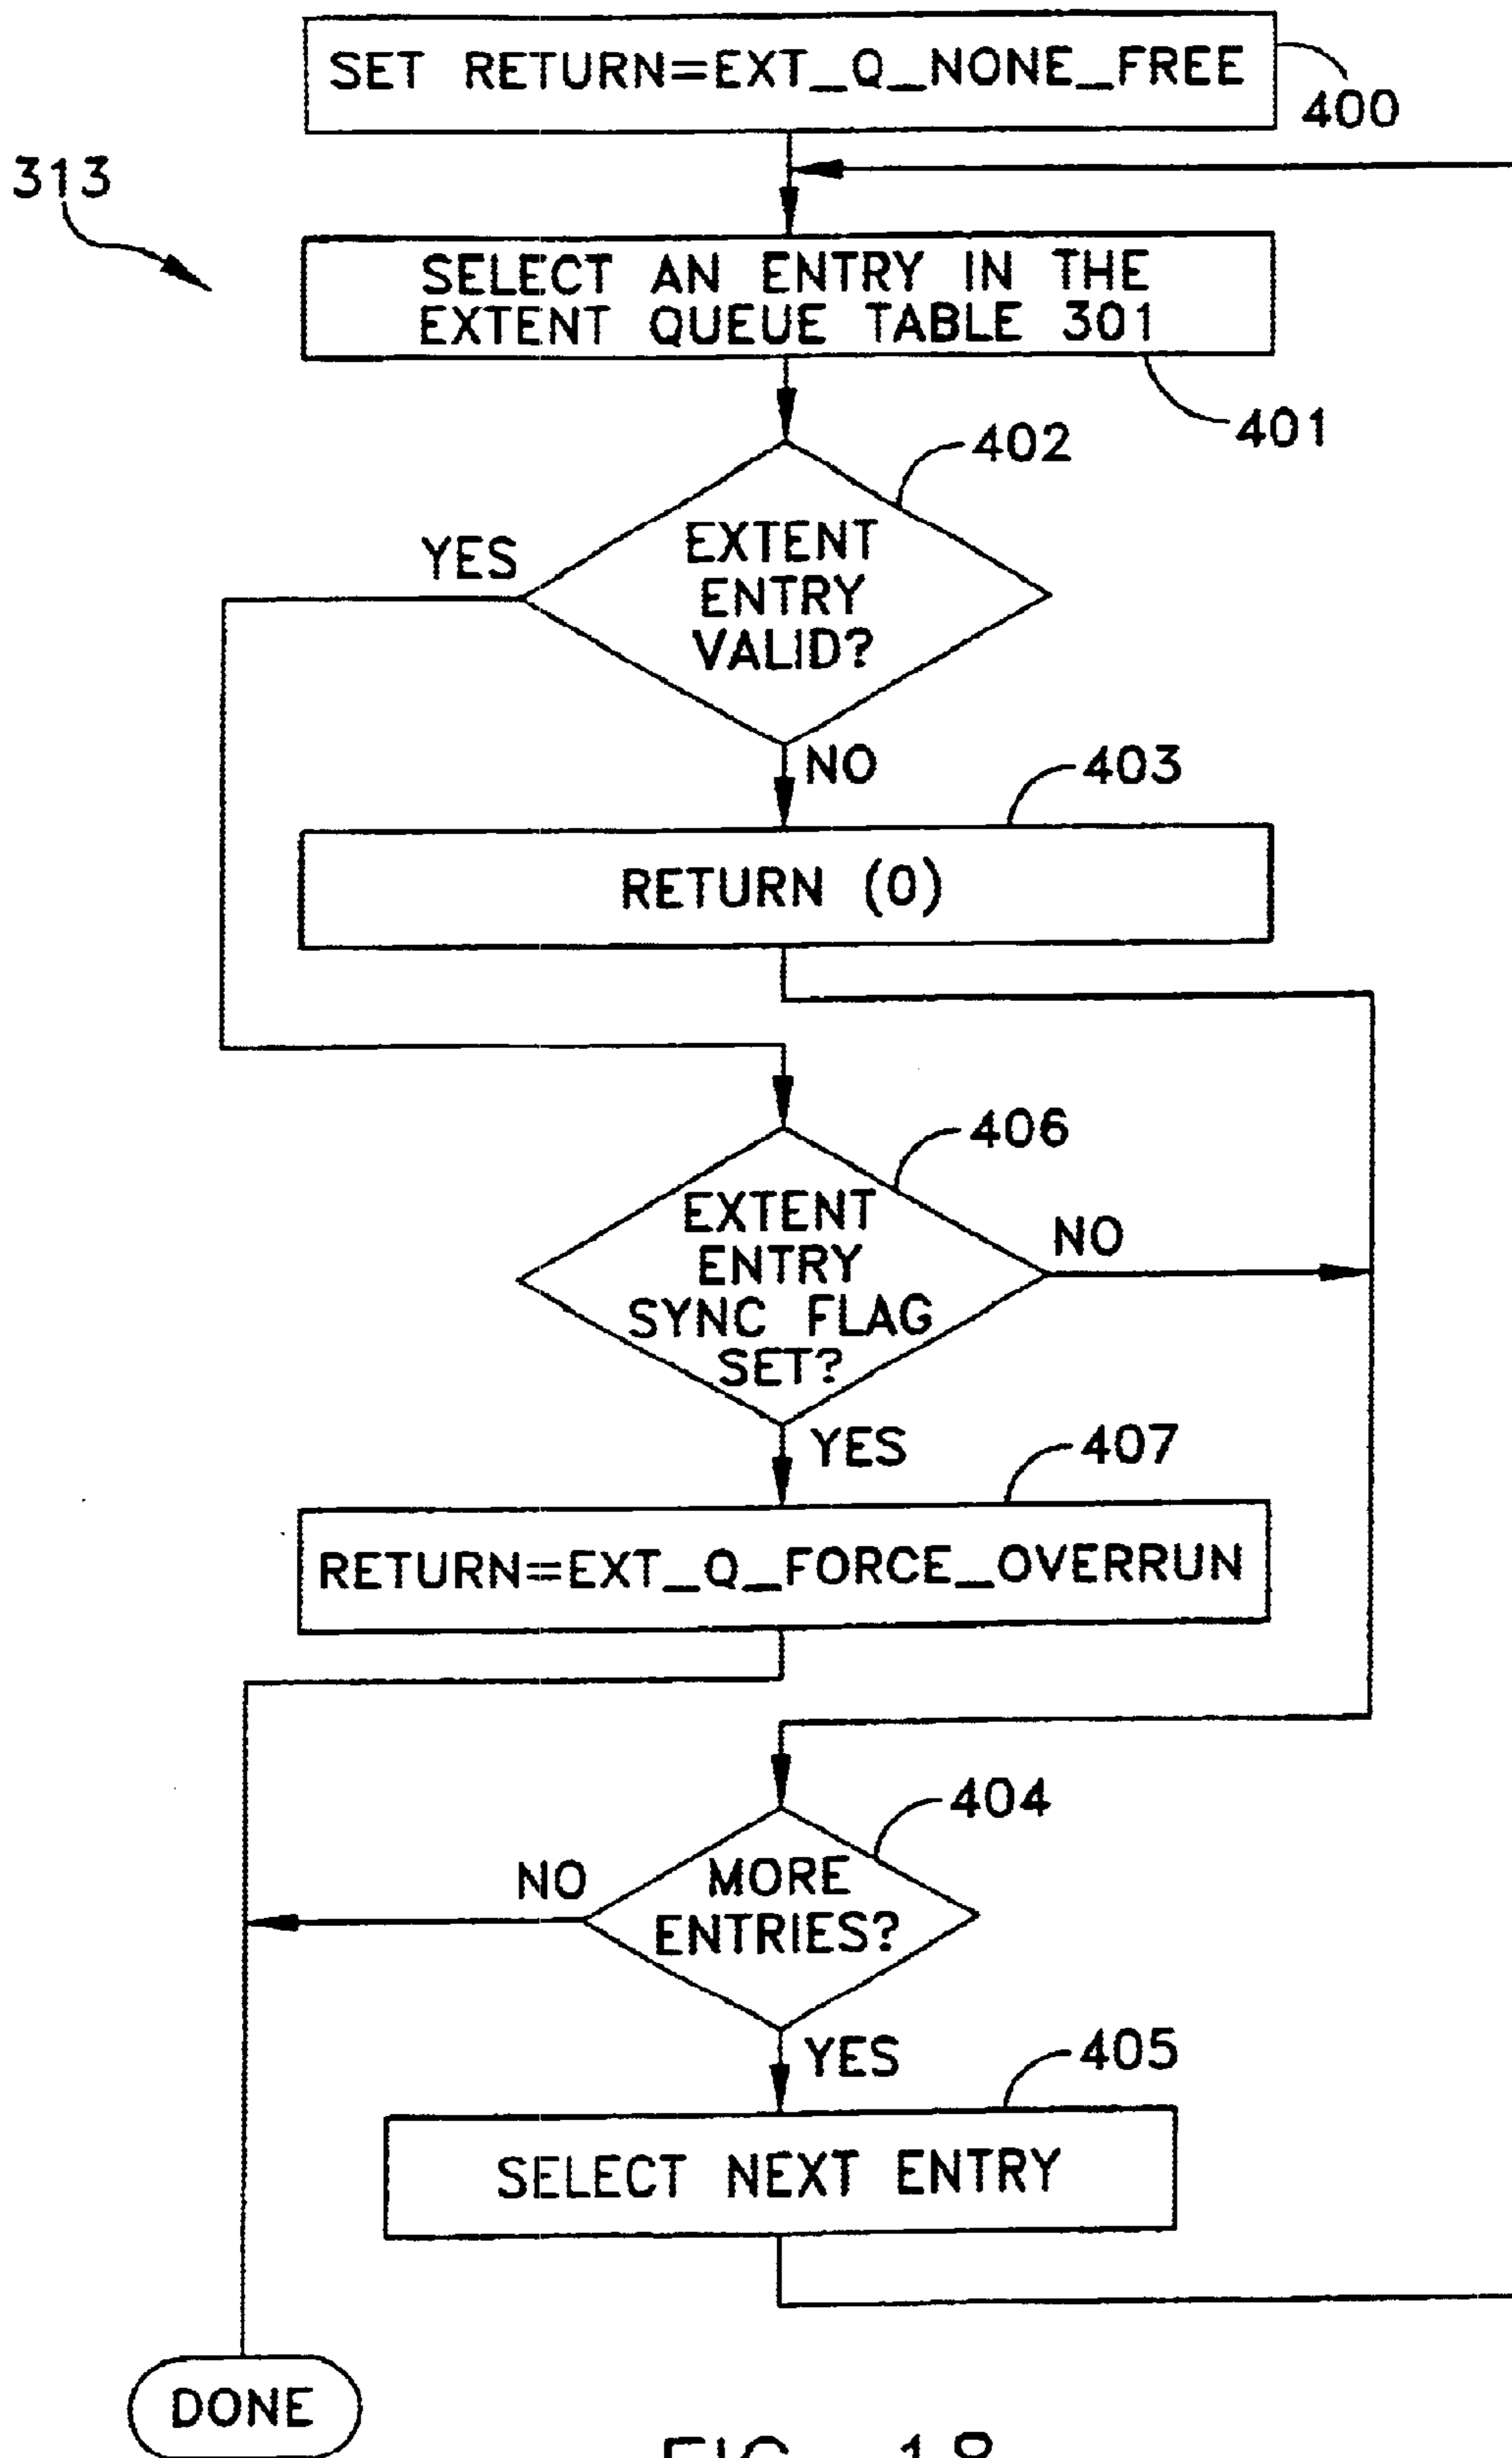 SET RETURN=EXT_Q_NONE_FREE
400
313
SELECT AN ENTRY IN THE
EXTENT QUEUE TABLE 301
401
402
YES
EXTENT
ENTRY
VALID?
NO
403
RETURN (0)
406
EXTENT
ENTRY
SYNC FLAG
SET?
NO
YES
407
RETURN=EXT_Q_FORCE_OVERRUN
404
NO
MORE
ENTRIES?
YES
405
SELECT NEXT ENTRY
DONE
FIG. 18